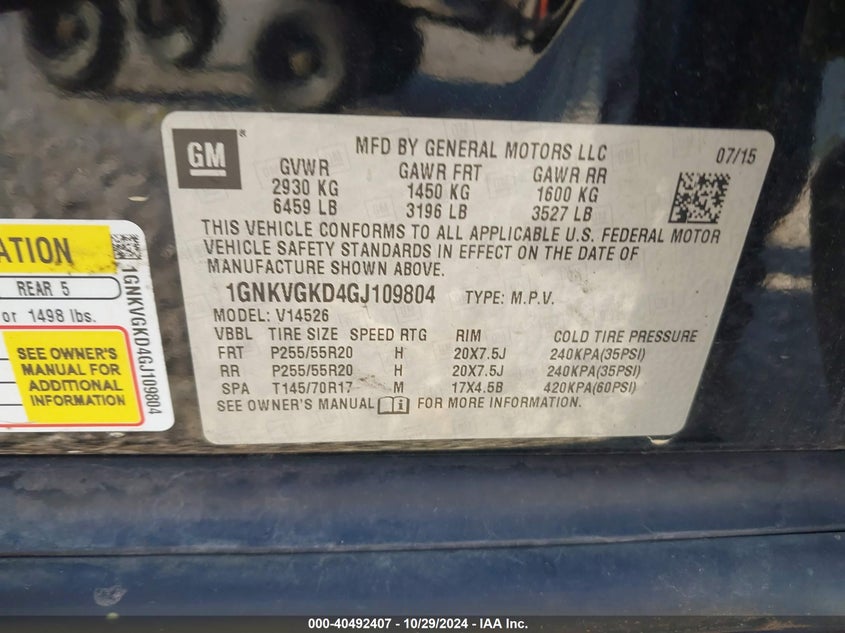 GM
®
MFD BY GENERAL MOTORS LLC
07/15
GVWR GAWR FRT GAWR RR
2930 KG 1450 KG 1600 KG
6459 LB 3196 LB 3527 LB
THIS VEHICLE CONFORMS TO ALL APPLICABLE U.S. FEDERAL MOTOR
VEHICLE SAFETY STANDARDS IN EFFECT ON THE DATE OF
MANUFACTURE SHOWN ABOVE.
1GNKVGKD4GJ109804 TYPE: M.P.V.
MODEL: V14526
VBBL TIRE SIZE SPEED RTG RIM COLD TIRE PRESSURE
FRT P255/55R20 H 20X7.5J 240KPA(35PSI)
RR P255/55R20 H 20X7.5J 240KPA(35PSI)
SPA T145/70R17 M 17X4.5B 420KPA(60PSI)
SEE OWNER'S MANUAL FOR MORE INFORMATION.
ATION
REAR 5
or 1498 lbs.
SEE OWNER'S
MANUAL FOR
ADDITIONAL
INFORMATION
1GNKVGKD4GJ109804
000-40492407 - 10/29/2024 - IAA Inc.